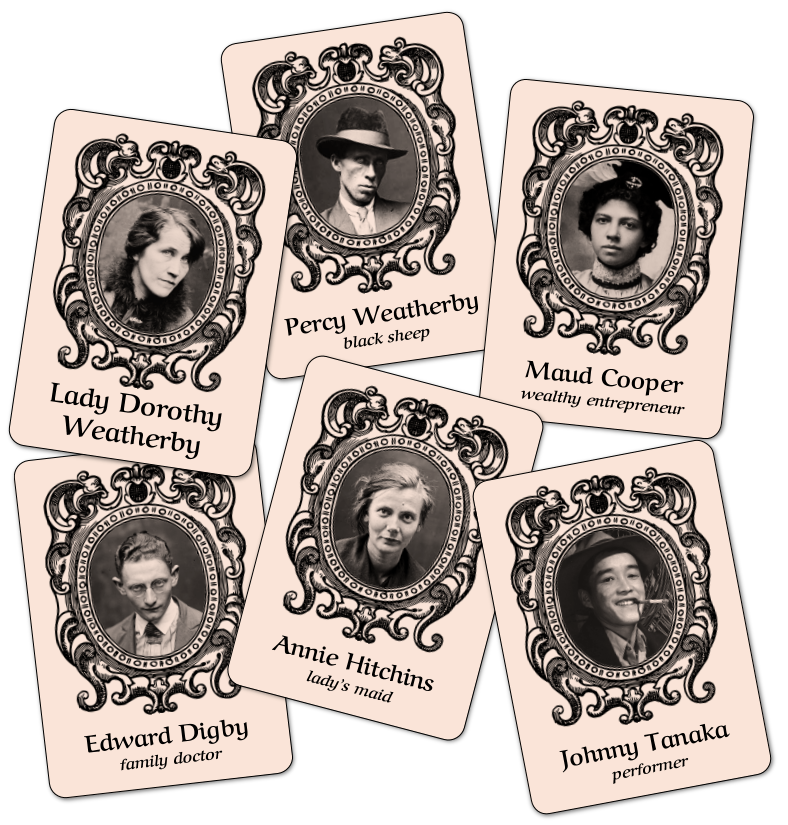 Percy Weatherby
black sheep
Lady Dorothy
Weatherby
Maud Cooper
wealthy entrepreneur
Edward Digby
family doctor
Annie Hitchins
lady's maid
Johnny Tanaka
performer